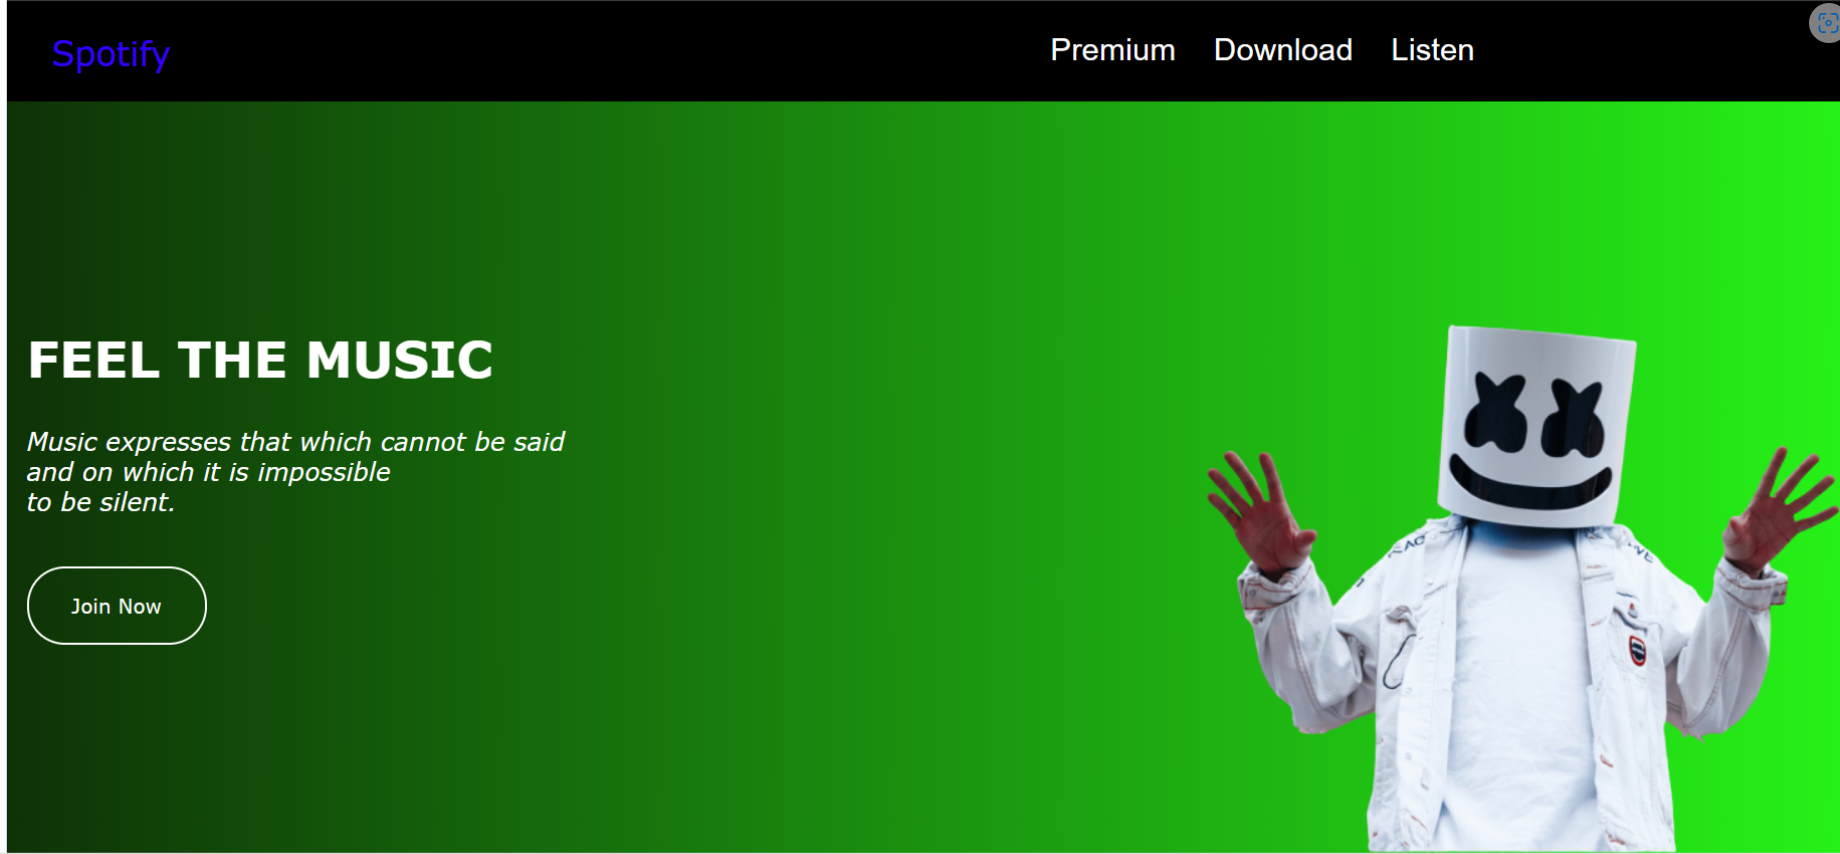 Spotify
Premium Download Listen
FEEL THE MUSIC
Music expresses that which cannot be said
and on which it is impossible
to be silent.
Join Now